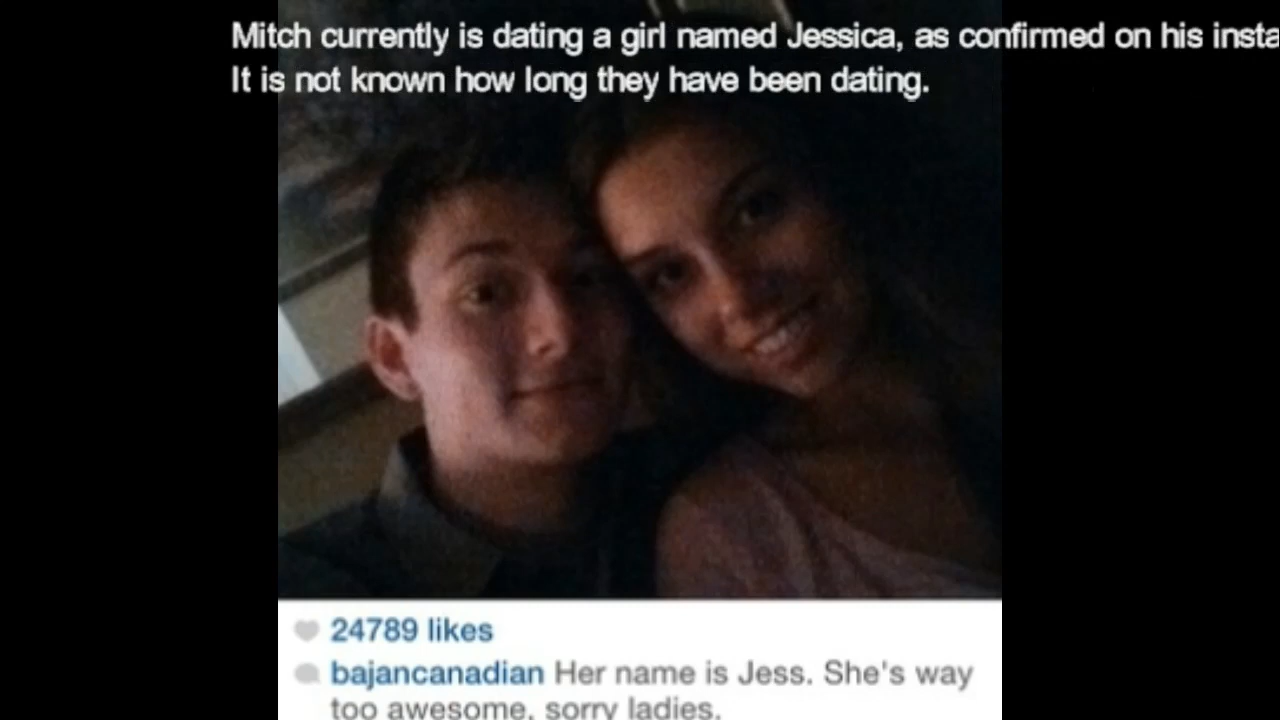 Mitch currently is dating a girl named Jessica, as confirmed on his insta
It is not known how long they have been dating.
24789 likes
bajancanadian Her name is Jess. She's way
too awesome, sorry ladies.